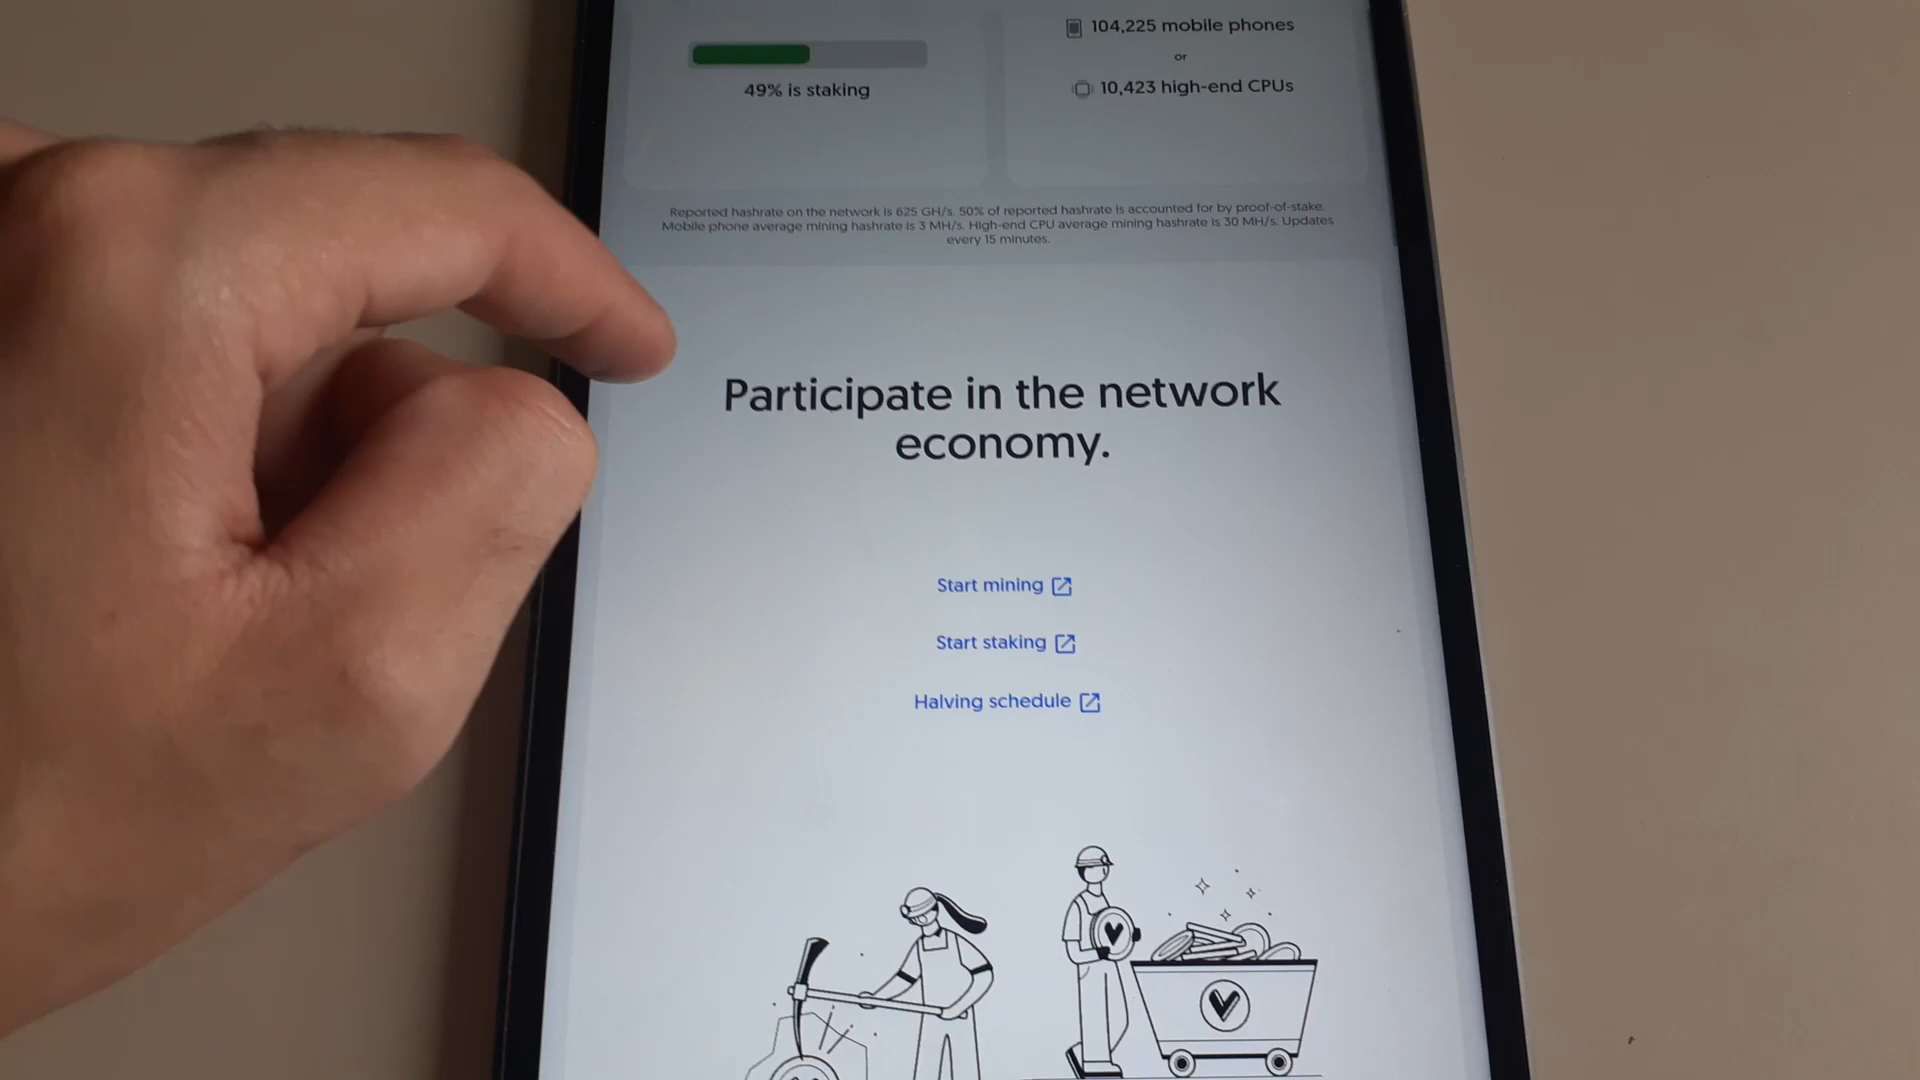 49% is staking
104,225 mobile phones
or
10,423 high-end CPUs
Reported hashrate on the network is 625 GH/s. 50% of reported hashrate is accounted for by proof-of-stake.
Mobile phone average mining hashrate is 3 MH/s. High-end CPU average mining hashrate is 30 MH/s. Updates
every 15 minutes.
Participate in the network
economy.
Start mining
Start staking
Halving schedule